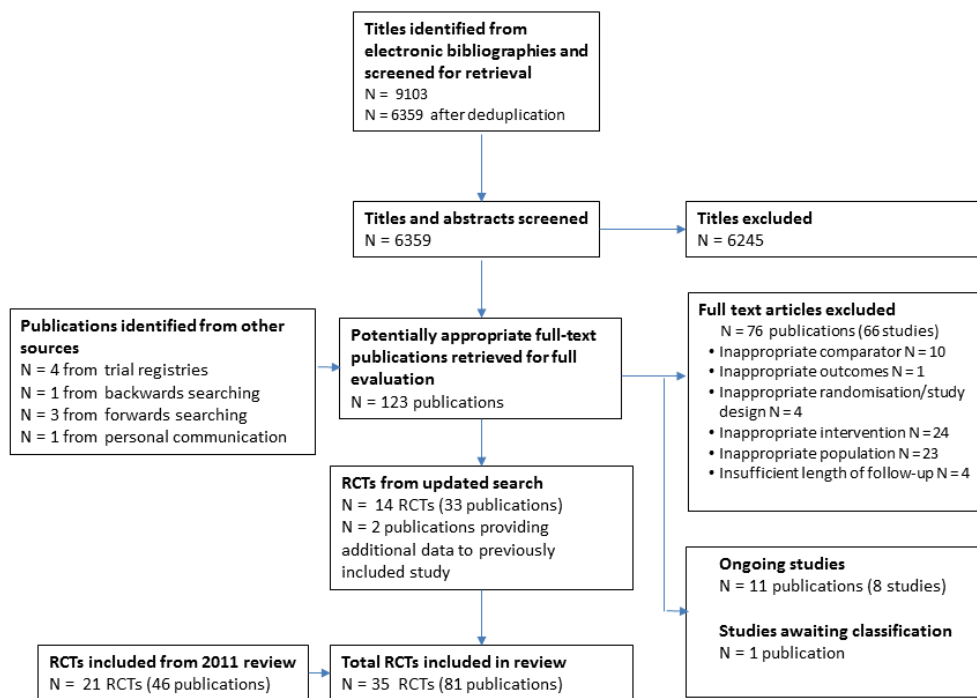 Titles identified from
electronic bibliographies and
screened for retrieval
N = 9103
N = 6359 after deduplication
Titles and abstracts screened
N = 6359
Titles excluded
N = 6245
Publications identified from other
sources
N = 4 from trial registries
N = 1 from backwards searching
N = 3 from forwards searching
N = 1 from personal communication
Potentially appropriate full-text
publications retrieved for full
evaluation
N = 123 publications
Full text articles excluded
N = 76 publications (66 studies)
• Inappropriate comparator N = 10
• Inappropriate outcomes N = 1
• Inappropriate randomisation/study
design N = 4
• Inappropriate intervention N = 24
• Inappropriate population N = 23
• Insufficient length of follow-up N = 4
RCTs from updated search
N = 14 RCTs (33 publications)
N = 2 publications providing
additional data to previously
included study
Ongoing studies
N = 11 publications (8 studies)
Studies awaiting classification
N = 1 publication
RCTs included from 2011 review
N = 21 RCTs (46 publications)
Total RCTs included in review
N = 35 RCTs (81 publications)